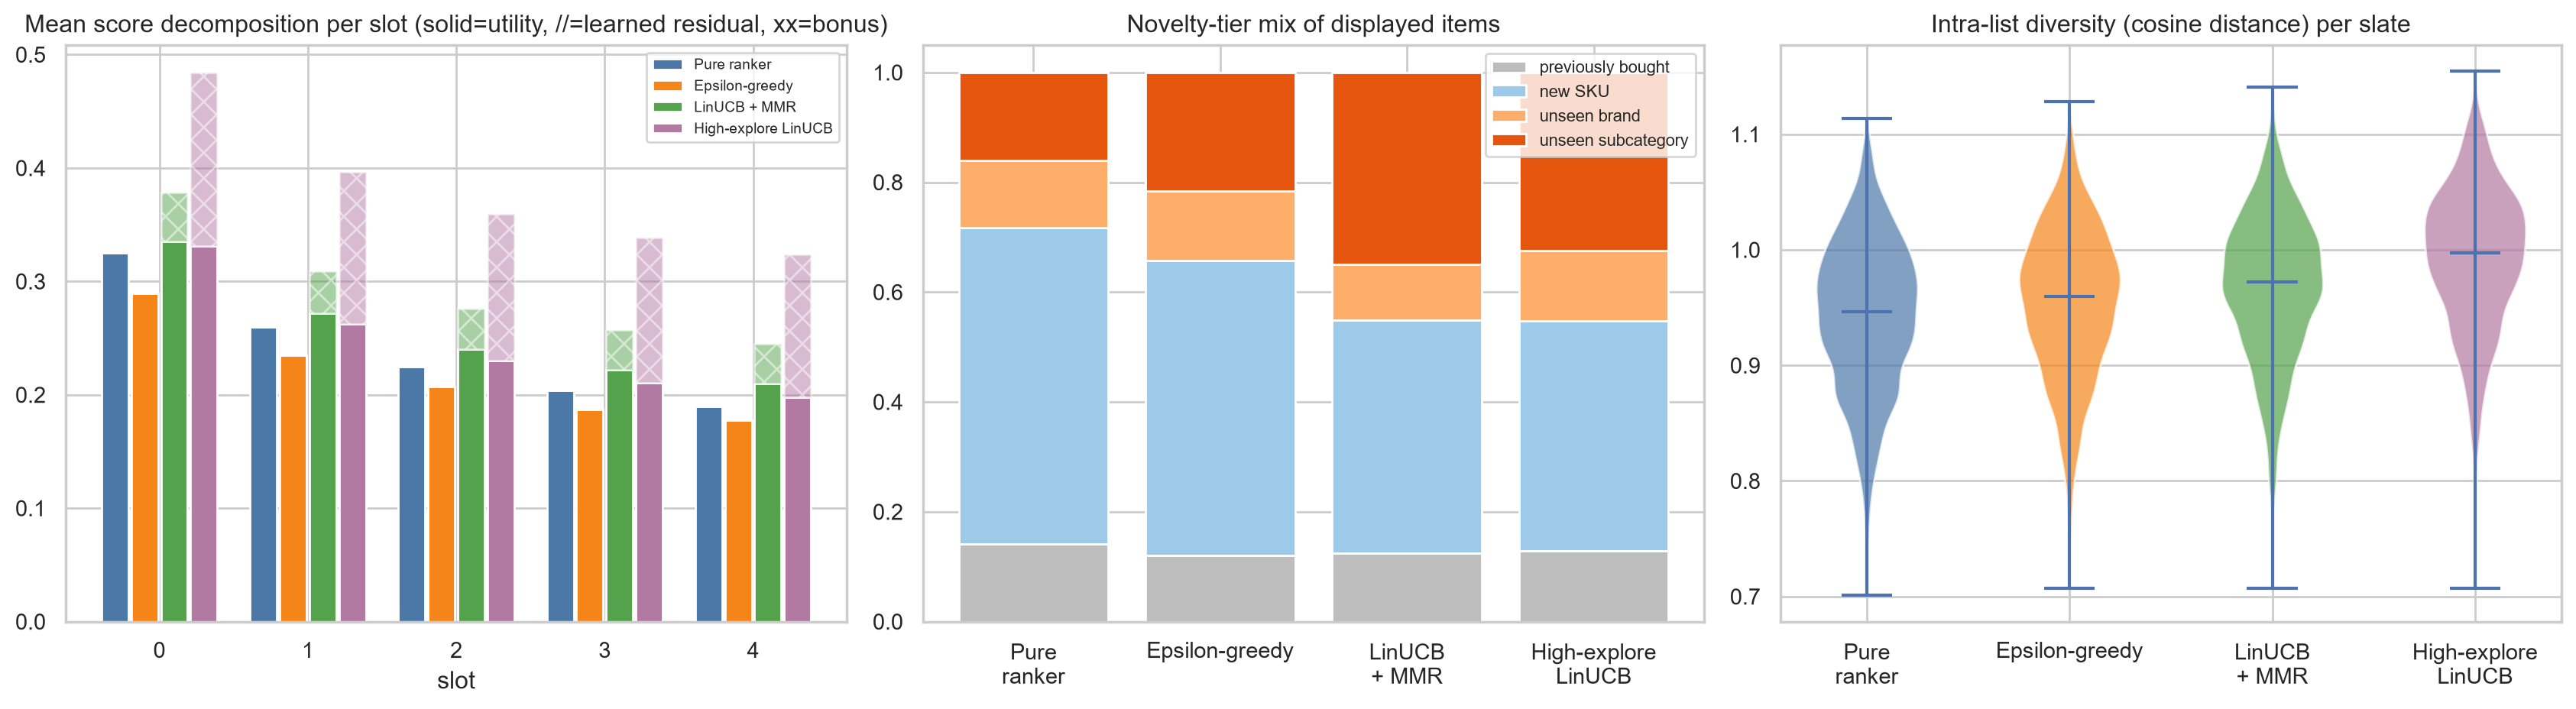 Mean score decomposition per slot (solid=utility, //=learned residual, xx=bonus)
0.5
0.4
0.3
0.2
0.1
0.0
0
1
2
3
4
slot
Pure ranker
Epsilon-greedy
LinUCB + MMR
High-explore LinUCB
Novelty-tier mix of displayed items
1.0
0.8
0.6
0.4
0.2
0.0
previously bought
new SKU
unseen brand
unseen subcategory
Pure
ranker
Epsilon-greedy
LinUCB
+ MMR
High-explore
LinUCB
Intra-list diversity (cosine distance) per slate
1.1
1.0
0.9
0.8
0.7
Pure
ranker
Epsilon-greedy
LinUCB
+ MMR
High-explore
LinUCB